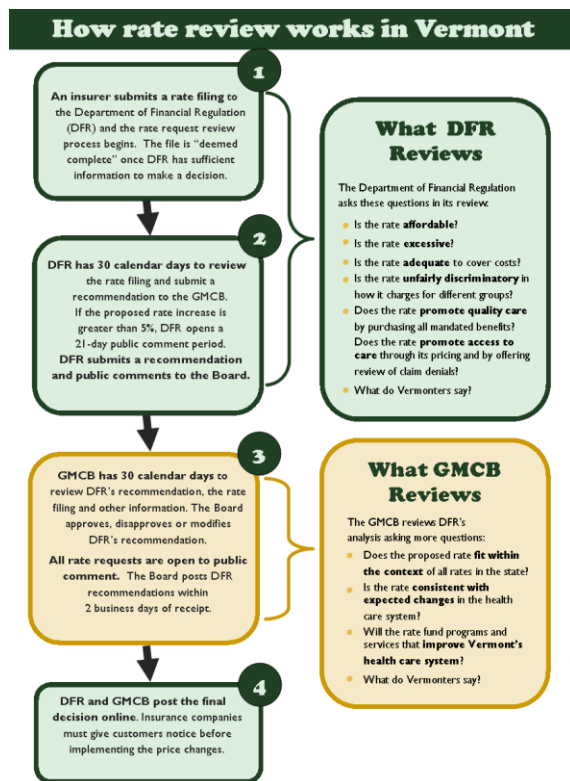 How rate review works in Vermont
1
An insurer submits a rate filing to
the Department of Financial Regulation
(DFR) and the rate request review
process begins. The file is “deemed
complete” once DFR has sufficient
information to make a decision.
2
DFR has 30 calendar days to review
the rate filing and submit a
recommendation to the GMCB.
If the proposed rate increase is
greater than 5%, DFR opens a
21-day public comment period.
DFR submits a recommendation
and public comments to the Board.
What DFR
Reviews
The Department of Financial Regulation
asks these questions in its review:
Is the rate affordable?
Is the rate excessive?
Is the rate adequate to cover costs?
Is the rate unfairly discriminatory in
how it charges for different groups?
Does the rate promote quality care
by purchasing all mandated benefits?
Does the rate promote access to
care through its pricing and by offering
review of claim denials?
What do Vermonters say?
3
GMCB has 30 calendar days to
review DFR’s recommendation, the rate
filing and other information. The Board
approves, disapproves or modifies
DFR’s recommendation.
All rate requests are open to public
comment. The Board posts DFR
recommendations within
2 business days of receipt.
What GMCB
Reviews
The GMCB reviews DFR’s
analysis asking more questions:
Does the proposed rate fit within
the context of all rates in the state?
Is the rate consistent with
expected changes in the health
care system?
Will the rate fund programs and
services that improve Vermont’s
health care system?
What do Vermonters say?
4
DFR and GMCB post the final
decision online. Insurance companies
must give customers notice before
implementing the price changes.